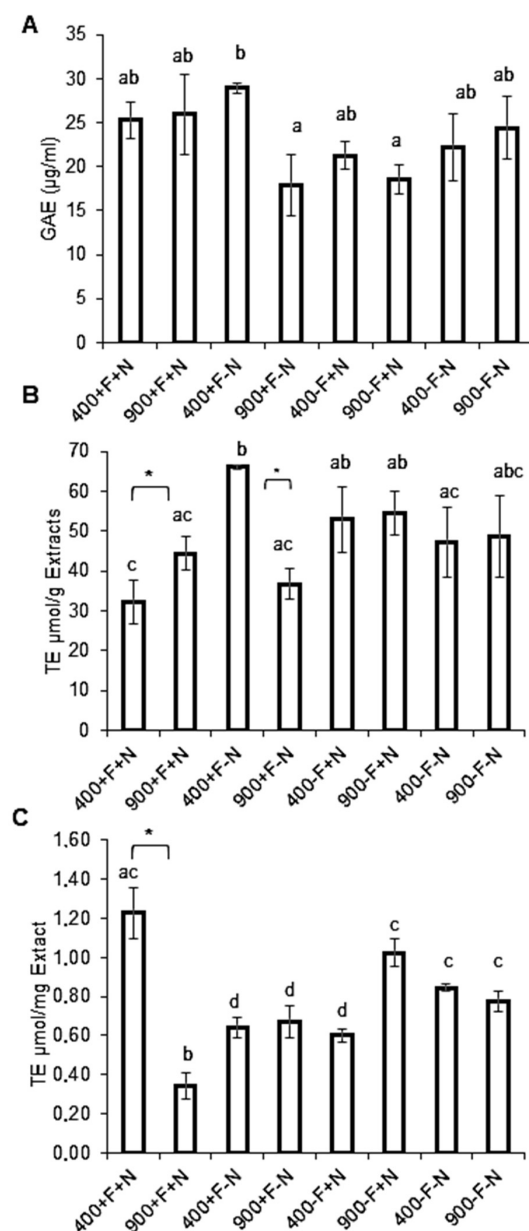 A
GAE (µg/ml)
35
30
25
20
15
10
5
0
ab
ab
b
a
ab
a
ab
ab
400+F+N
900+F+N
400+F-N
900+F-N
400-F+N
900-F+N
400-F-N
900-F-N
B
TE µmol/g Extracts
70
60
50
40
30
20
10
0
*
*
c
ac
b
ac
ab
ab
ac
abc
400+F+N
900+F+N
400+F-N
900+F-N
400-F+N
900-F+N
400-F-N
900-F-N
C
TE µmol/mg Extact
1.60
1.40
1.20
1.00
0.80
0.60
0.40
0.20
0.00
*
ac
b
d
d
d
c
c
c
400+F+N
900+F+N
400+F-N
900+F-N
400-F+N
900-F+N
400-F-N
900-F-N